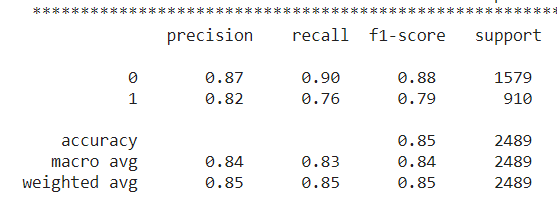 ************************************************************
precision recall f1-score support
0 0.87 0.90 0.88 1579
1 0.82 0.76 0.79 910
accuracy 0.85 2489
macro avg 0.84 0.83 0.84 2489
weighted avg 0.85 0.85 0.85 2489